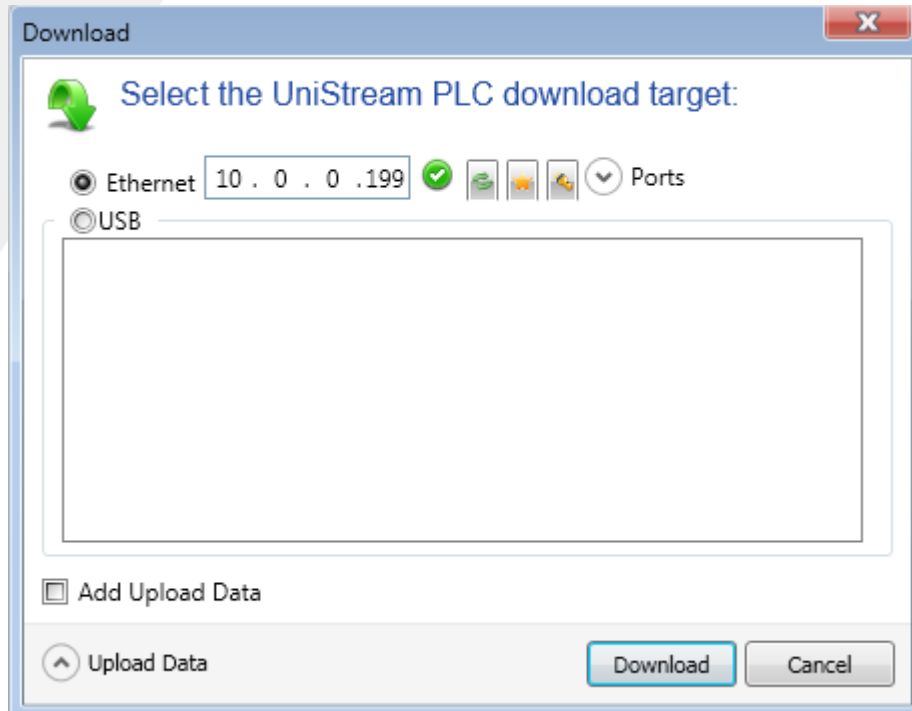 Download
Select the UniStream PLC download target:
Ethernet 10 . 0 . 0 .199 Ports
USB
Add Upload Data
Upload Data Download Cancel